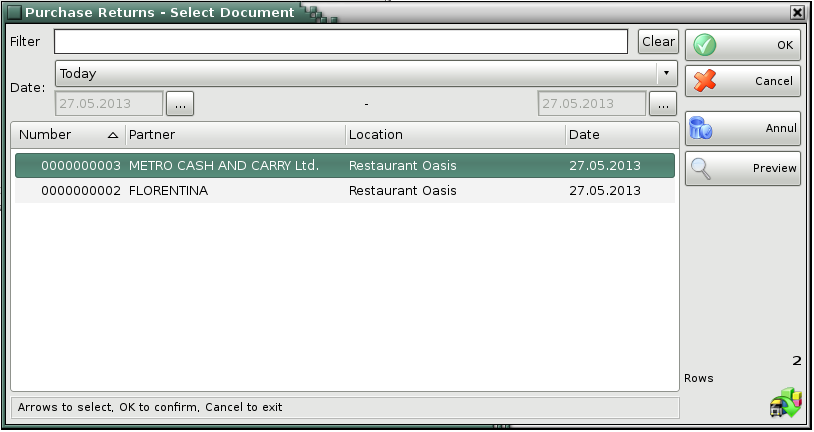 Purchase Returns - Select Document
Filter Clear OK
Today
Date: Cancel
27.05.2013 ... - 27.05.2013 ...
Number Partner Location Date Annul
0000000003 METRO CASH AND CARRY Ltd. Restaurant Oasis 27.05.2013 Preview
0000000002 FLORENTINA Restaurant Oasis 27.05.2013
2
Rows
Arrows to select, OK to confirm, Cancel to exit